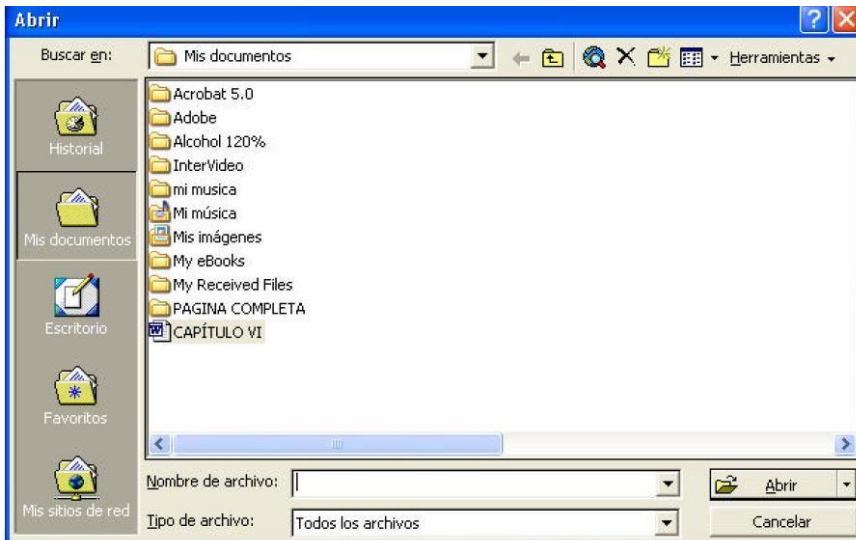 Abrir
Buscar en: Mis documentos Herramientas
Historial
Mis documentos
Escritorio
Favoritos
Mis sitios de red
Acrobat 5.0
Adobe
Alcohol 120%
InterVideo
mi musica
Mi música
Mis imágenes
My eBooks
My Received Files
PAGINA COMPLETA
CAPÍTULO VI
Nombre de archivo: Abrir
Tipo de archivo: Todos los archivos Cancelar